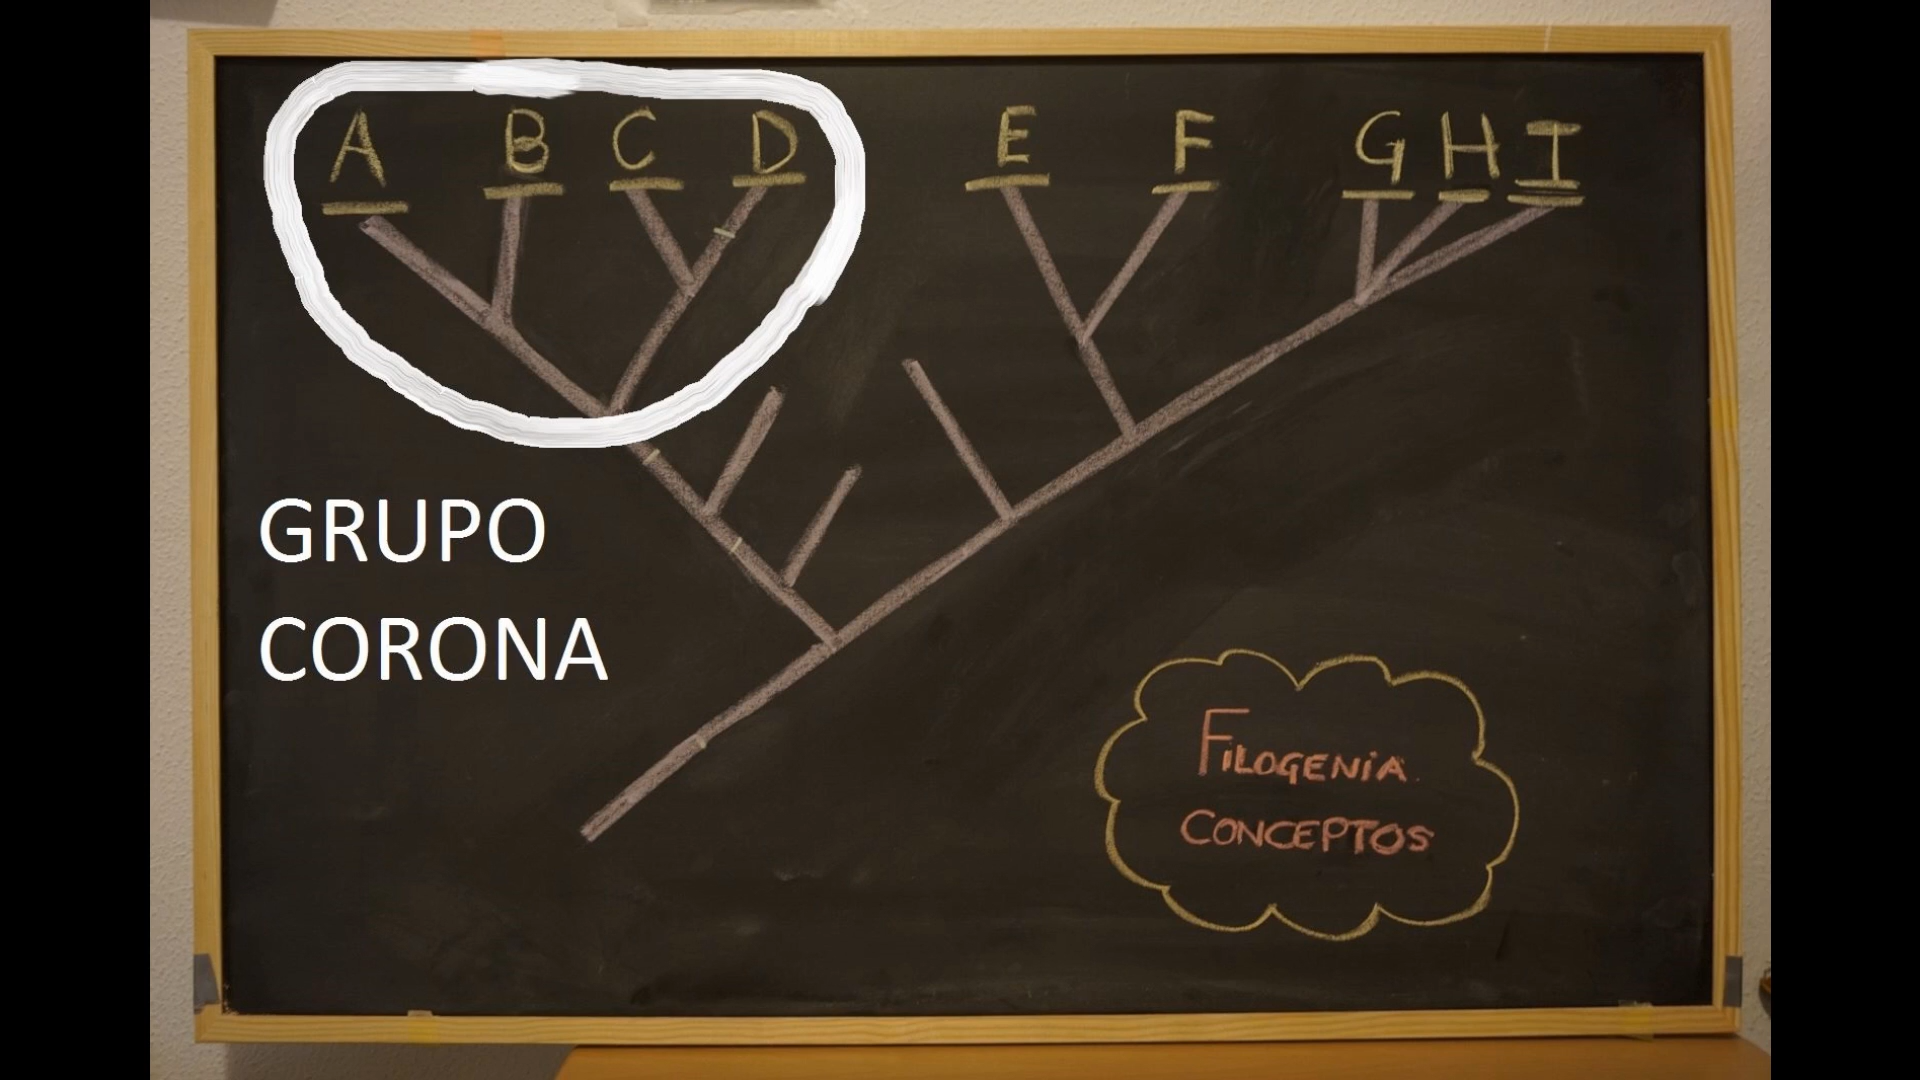 A B C D E F G H I
GRUPO
CORONA
FILOGENIA
CONCEPTOS